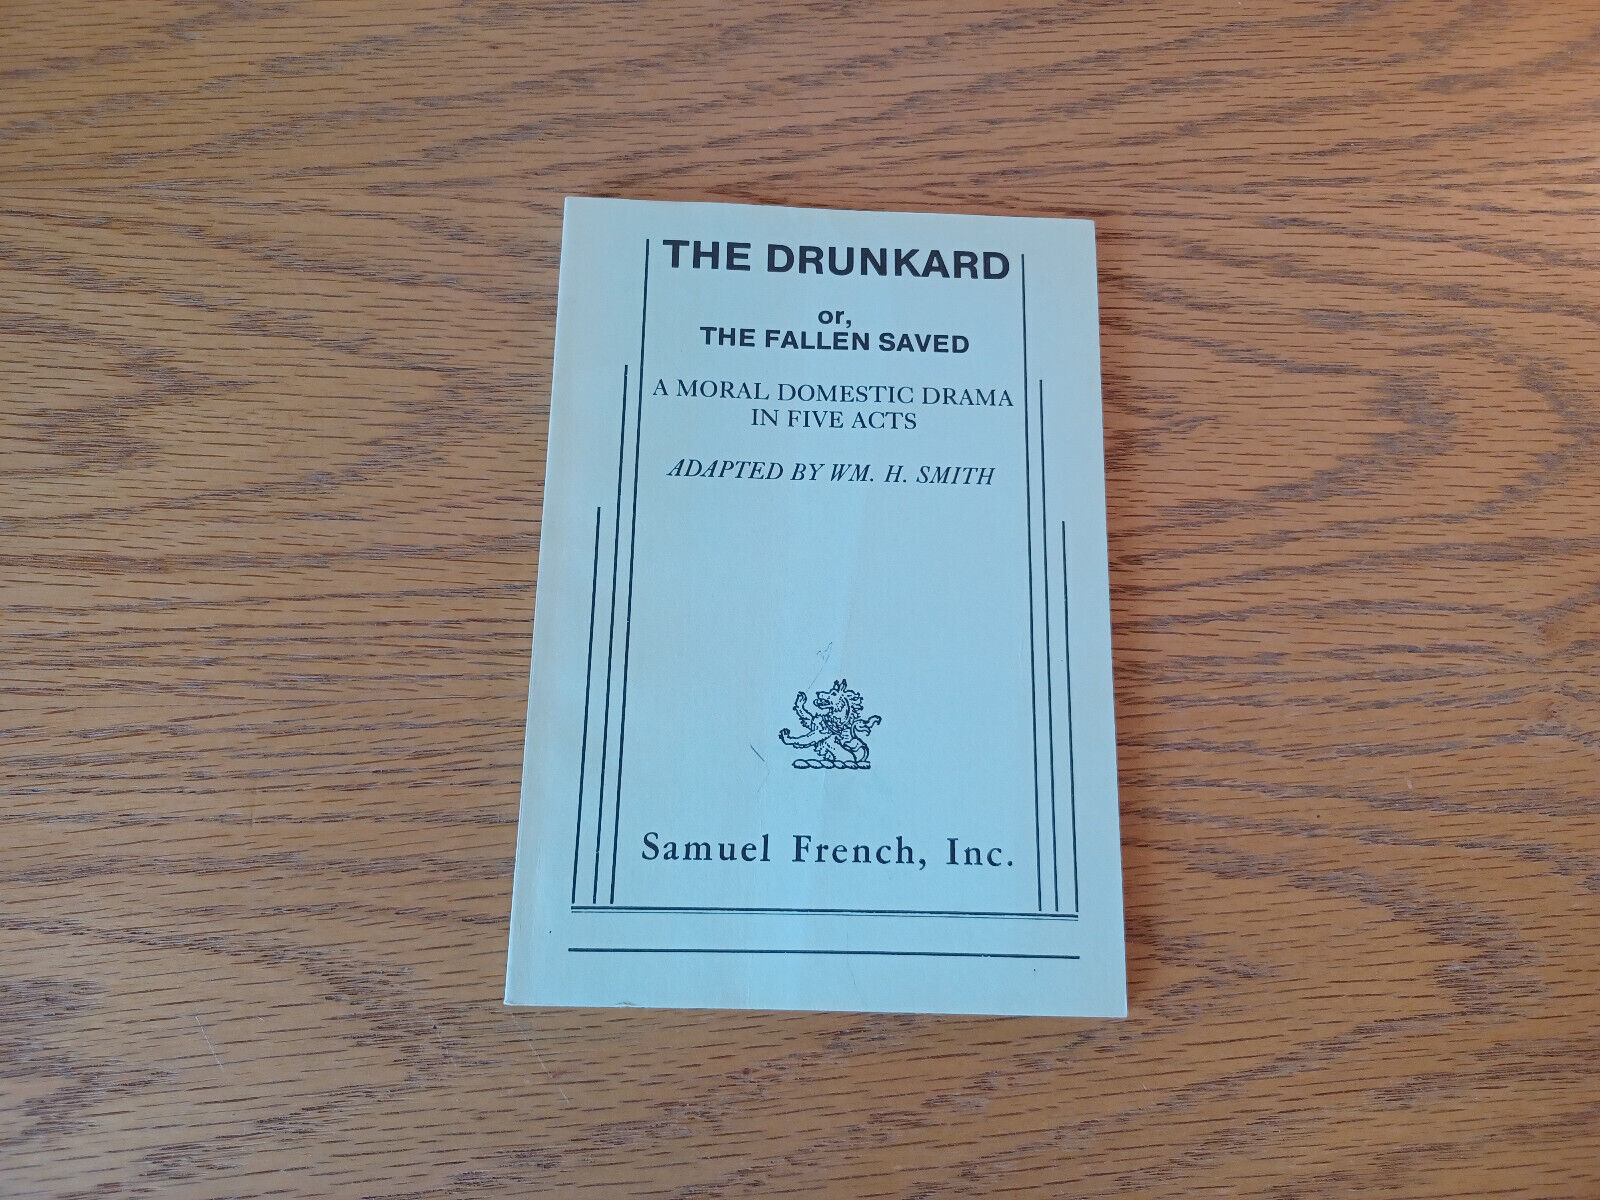 THE DRUNKARD
or,
THE FALLEN SAVED
A MORAL DOMESTIC DRAMA
IN FIVE ACTS
ADAPTED BY WM. H. SMITH
Samuel French, Inc.